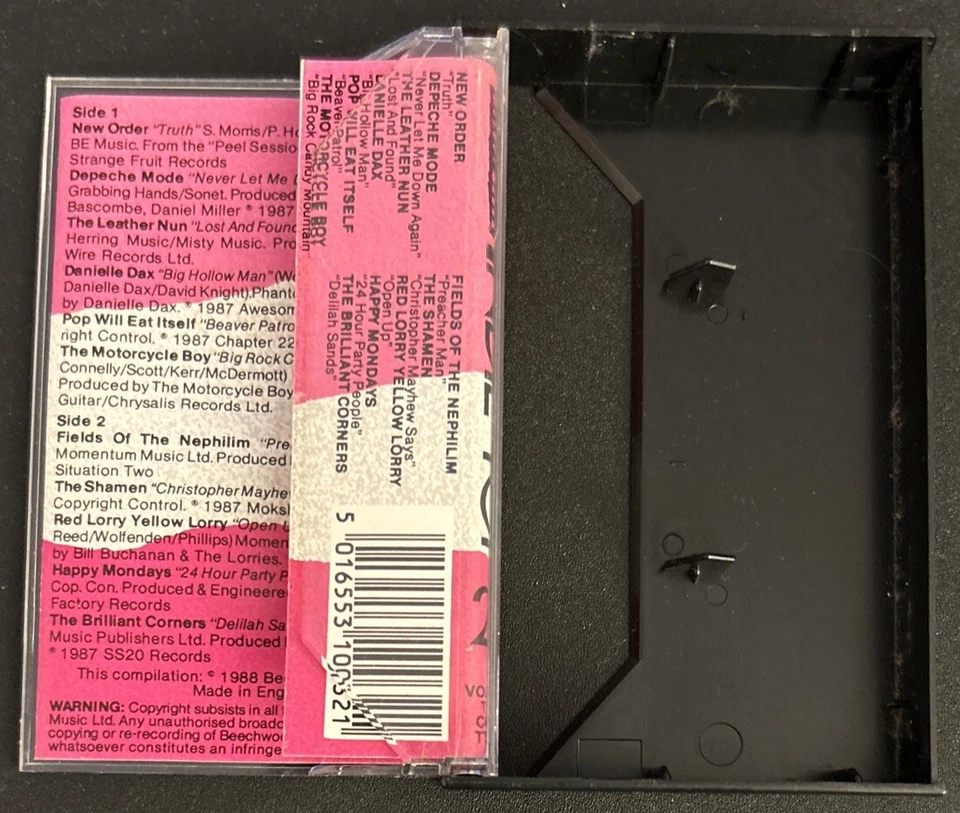 Side 1
New Order "Truth" S. Morris/P. H
BE Music. From the "Peel Sessio
Strange Fruit Records
Depeche Mode "Never Let Me
Grabbing Hands/Sonet. Produced
Bascombe, Daniel Miller ℗ 1987
The Leather Nun "Lost And Found
Herring Music/Misty Music. Pro
Wire Records Ltd.
Danielle Dax "Big Hollow Man" (W
Danielle Dax/David Knight).Phant
by Danielle Dax. ℗ 1987 Awesom
Pop Will Eat Itself "Beaver Patro
right Control. ℗ 1987 Chapter 22
The Motorcycle Boy "Big Rock C
Connelly/Scott/Kerr/McDermott)
Produced by The Motorcycle Boy
Guitar/Chrysalis Records Ltd.
Side 2
Fields Of The Nephilim "Pre
Momentum Music Ltd. Produced
Situation Two
The Shamen "Christopher Mayhe
Copyright Control. ℗ 1987 Moks
Red Lorry Yellow Lorry "Open U
Reed/Wolfenden/Phillips) Momen
by Bill Buchanan & The Lorries.
Happy Mondays "24 Hour Party P
Cop. Con. Produced & Engineere
Factory Records
The Brilliant Corners "Delilah Sa
Music Publishers Ltd. Produced
℗ 1987 SS20 Records
This compilation: ℗ 1988 Be
Made in Eng
WARNING: Copyright subsists in all
Music Ltd. Any unauthorised broadc
copying or re-recording of Beechwo
whatsoever constitutes an infringe
NEW ORDER
"Truth"
DEPECHE MODE
"Never Let Me Down Again"
THE LEATHER NUN
"Lost And Found"
DANIELLE DAX
"Big Hollow Man"
POP WILL EAT ITSELF
"Beaver Patrol"
THE MOTORCYCLE BOY
"Big Rock Candy Mountain
FIELDS OF THE NEPHILIM
"Preacher Man"
THE SHAMEN
"Christopher Mayhew Says"
RED LORRY YELLOW LORRY
"Open Up"
HAPPY MONDAYS
"24 Hour Party People"
THE BRILLIANT CORNERS
"Delilah Sands"
5 016553 100321